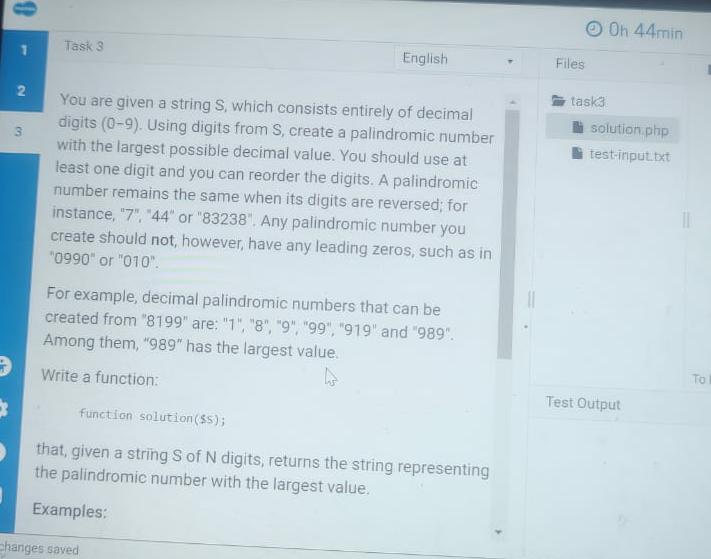 0h 44min
1
Task 3
English
Files
2
3
You are given a string S, which consists entirely of decimal
digits (0-9). Using digits from S, create a palindromic number
with the largest possible decimal value. You should use at
least one digit and you can reorder the digits. A palindromic
number remains the same when its digits are reversed; for
instance, "7", "44" or "83238". Any palindromic number you
create should not, however, have any leading zeros, such as in
"0990" or "010".
For example, decimal palindromic numbers that can be
created from "8199" are: "1", "8", "9", "99", "919" and "989".
Among them, "989" has the largest value.
Write a function:
function solution($S);
that, given a string S of N digits, returns the string representing
the palindromic number with the largest value.
Examples:
changes saved
task3
solution.php
test-input.txt
To
Test Output